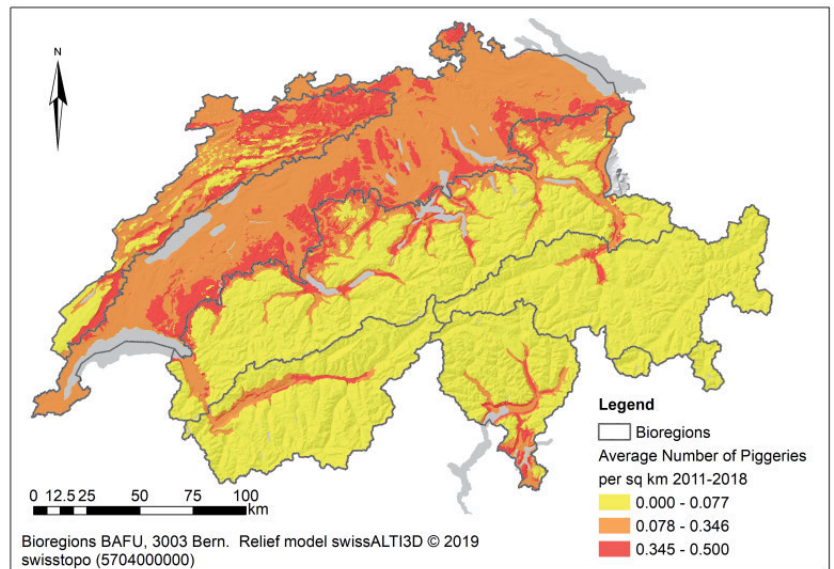 N
Legend
Bioregions
Average Number of Piggeries
per sq km 2011-2018
0.000 - 0.077
0.078 - 0.346
0.345 - 0.500
0 12.5 25 50 75 100
km
Bioregions BAFU, 3003 Bern. Relief model swissALTI3D © 2019
swisstopo (5704000000)